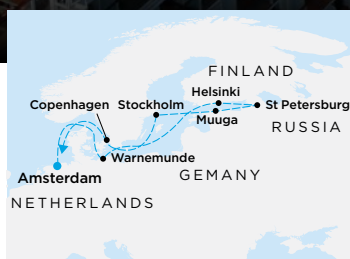 FINLAND
Helsinki
Copenhagen Stockholm St Petersburg
Muuga
RUSSIA
Warnemunde
Amsterdam GEMANY
NETHERLANDS